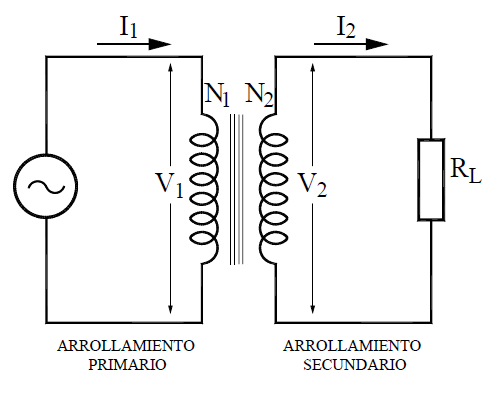 I1
I2
N1
N2
V1
V2
RL
ARROLLAMIENTO
PRIMARIO
ARROLLAMIENTO
SECUNDARIO